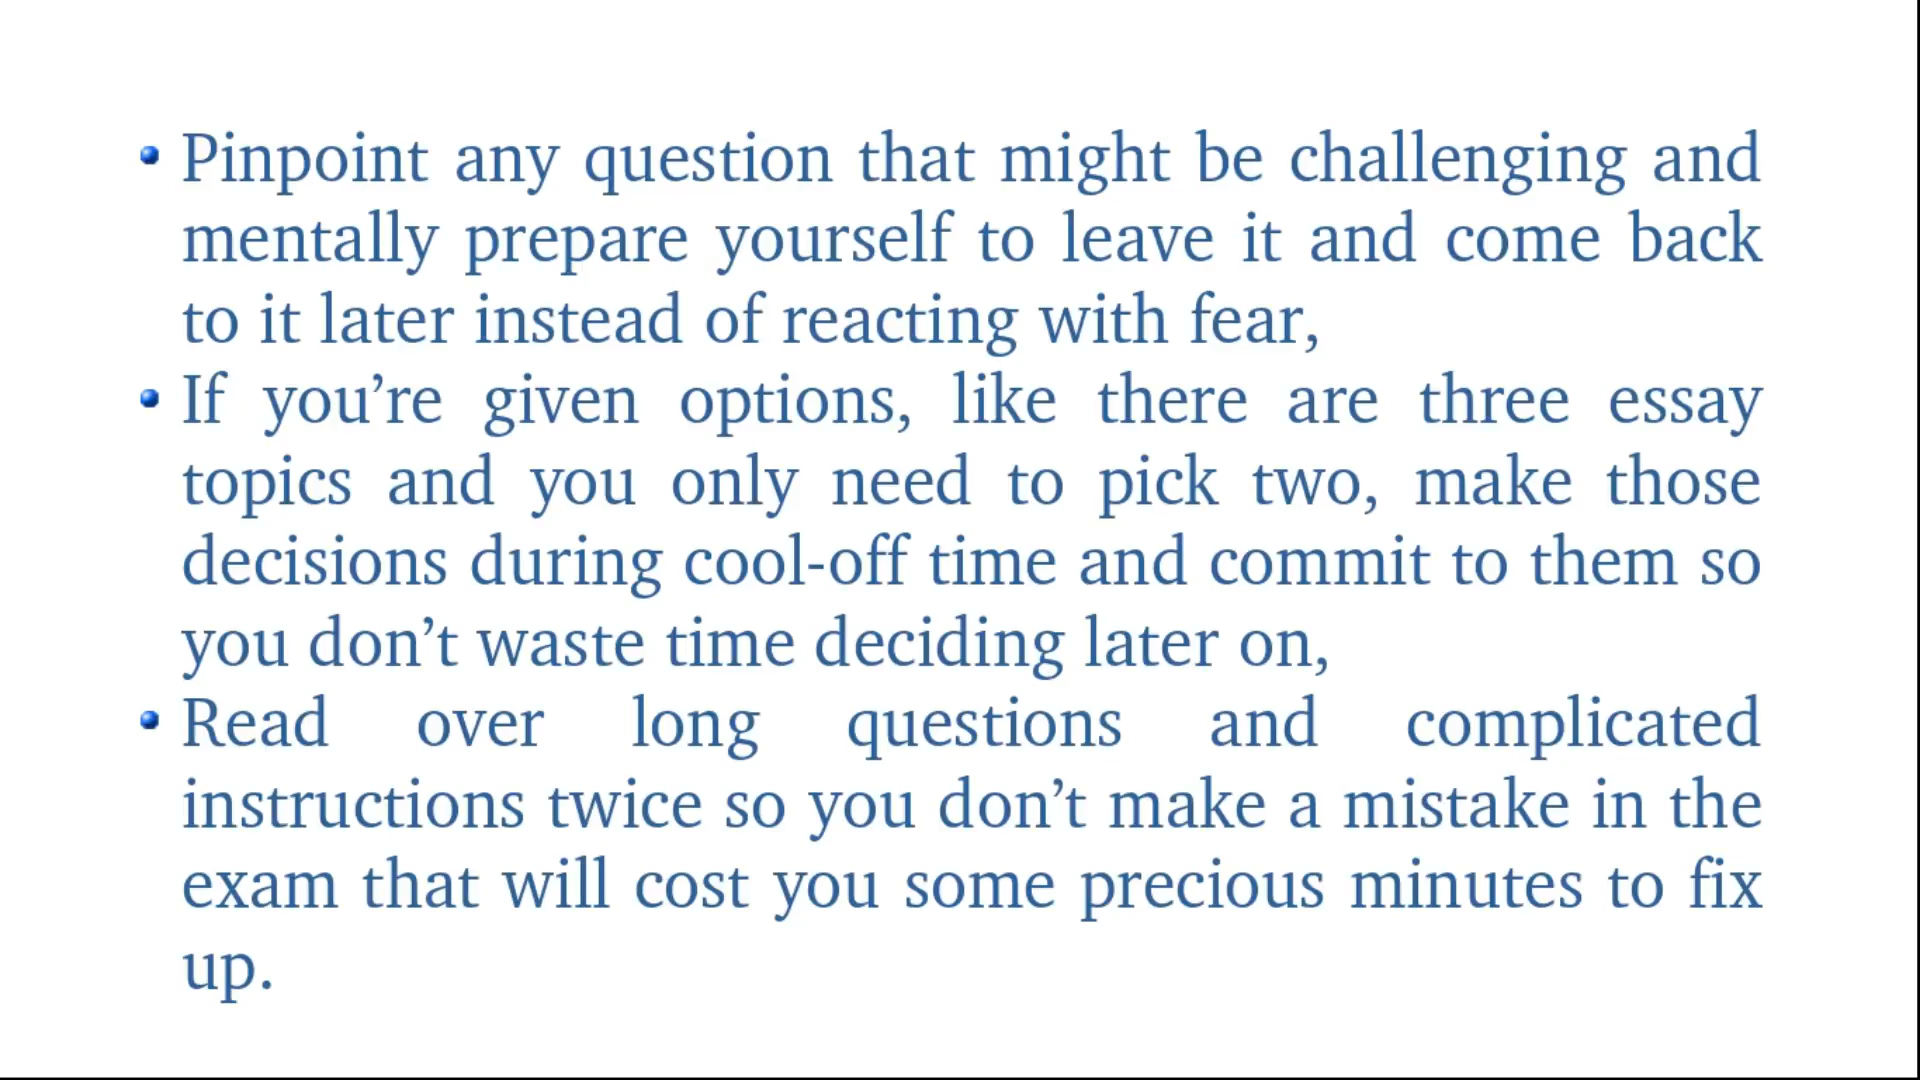 • Pinpoint any question that might be challenging and
mentally prepare yourself to leave it and come back
to it later instead of reacting with fear,
• If you’re given options, like there are three essay
topics and you only need to pick two, make those
decisions during cool-off time and commit to them so
you don’t waste time deciding later on,
• Read over long questions and complicated
instructions twice so you don’t make a mistake in the
exam that will cost you some precious minutes to fix
up.